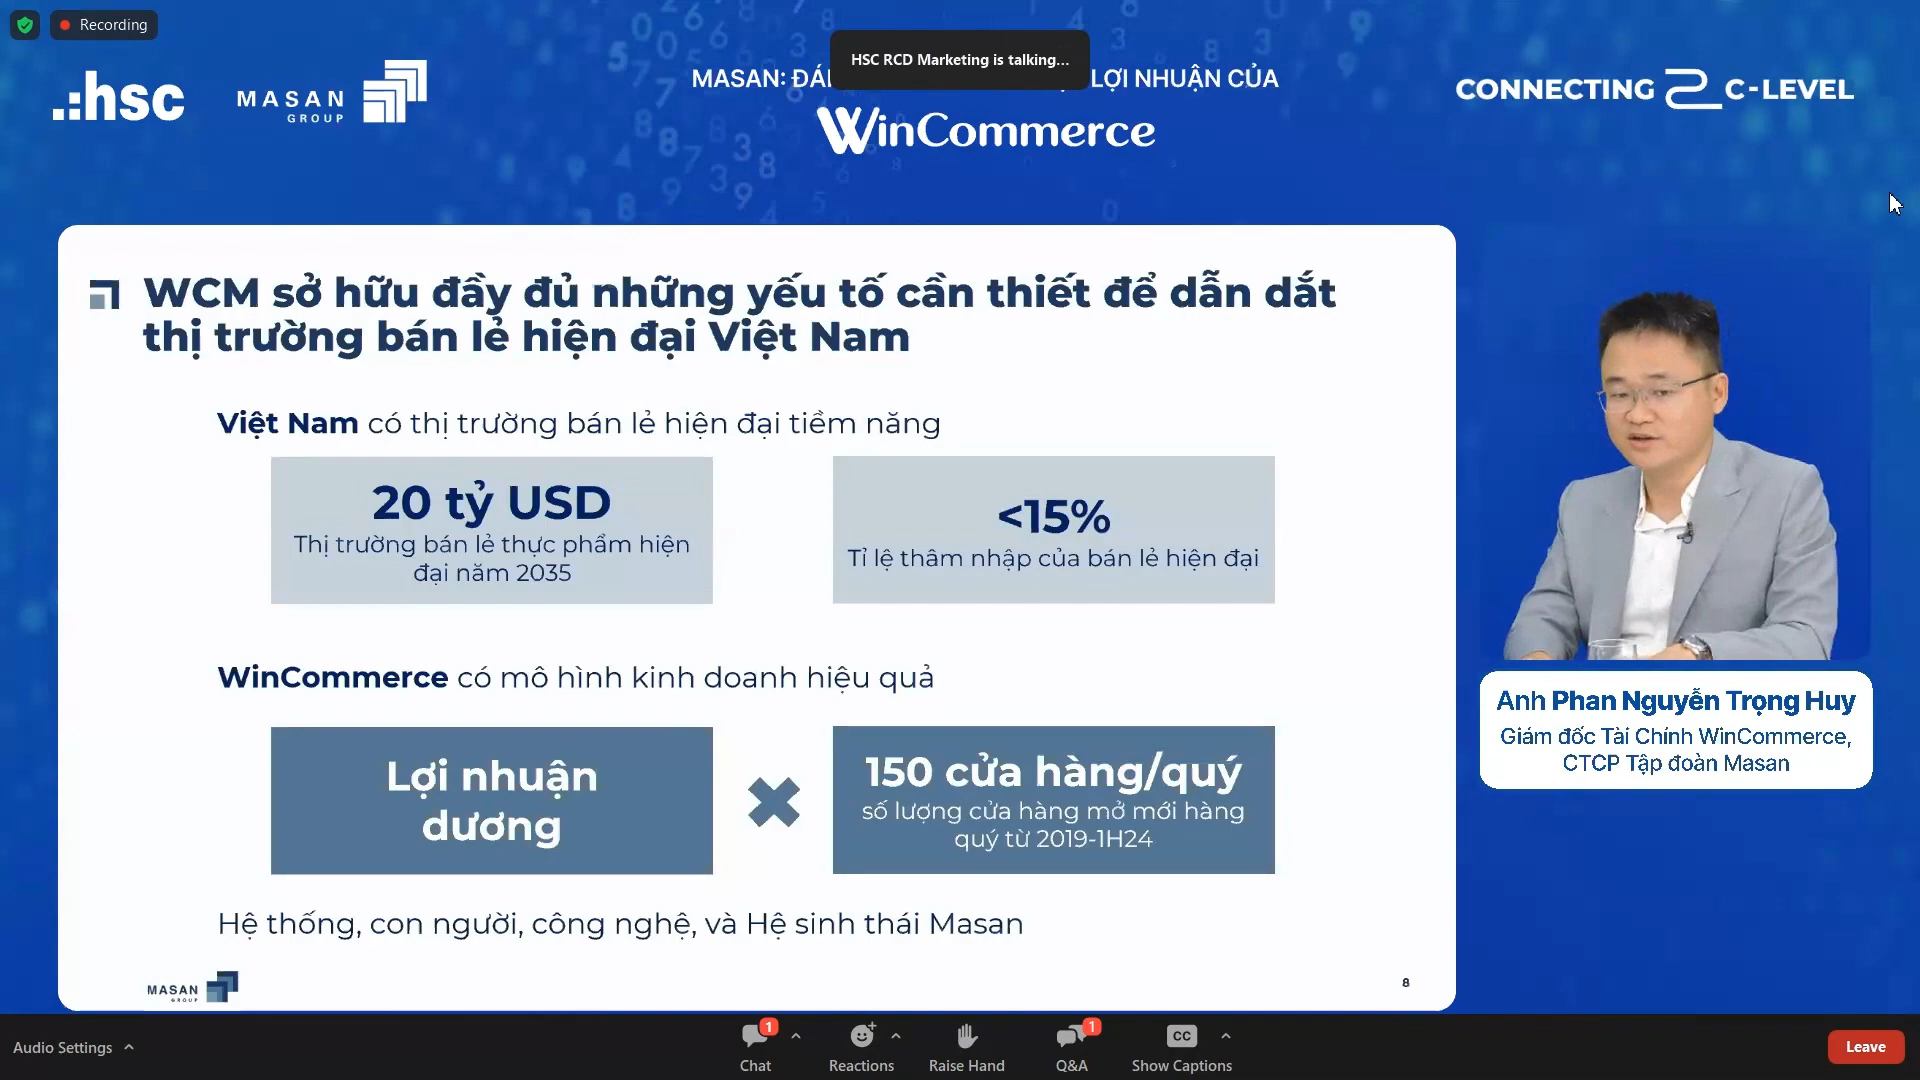 Recording
HSC RCD Marketing is talking...
.:hsc
MASAN
GROUP
MASAN: ĐÁ
LỢI NHUẬN CỦA
WinCommerce
CONNECTING 2 C-LEVEL
WCM sở hữu đầy đủ những yếu tố cần thiết để dẫn dắt
thị trường bán lẻ hiện đại Việt Nam
Việt Nam có thị trường bán lẻ hiện đại tiềm năng
20 tỷ USD
Thị trường bán lẻ thực phẩm hiện
đại năm 2035
<15%
Tỉ lệ thâm nhập của bán lẻ hiện đại
WinCommerce có mô hình kinh doanh hiệu quả
Lợi nhuận
dương
150 cửa hàng/quý
số lượng cửa hàng mở mới hàng
quý từ 2019-1H24
Hệ thống, con người, công nghệ, và Hệ sinh thái Masan
MASAN
GROUP
8
Anh Phan Nguyễn Trọng Huy
Giám đốc Tài Chính WinCommerce,
CTCP Tập đoàn Masan
Audio Settings
1
Chat
Reactions
Raise Hand
1
Q&A
CC
Show Captions
Leave